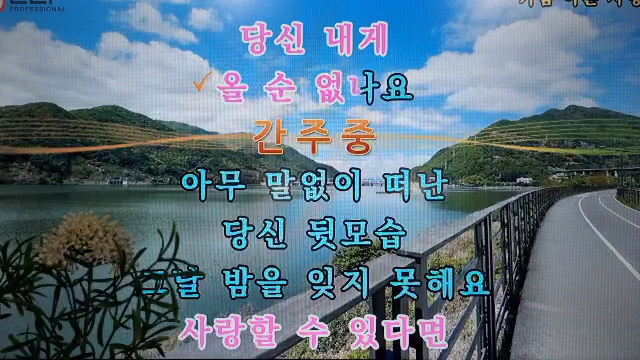 PROFESSIONAL
당신 내게
✓올 순 없나요
간주중
아무 말없이 떠난
당신 뒷모습
그날 밤을 잊지 못해요
사랑할 수 있다면